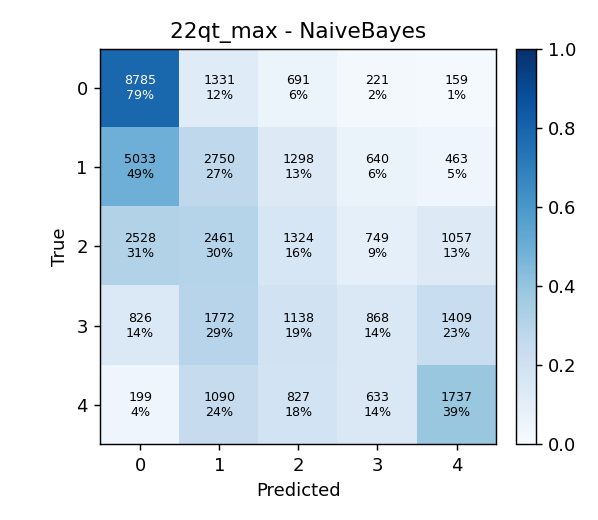 22qt_max - NaiveBayes
1.0
0 8785 1331 691 221 159
79% 12% 6% 2% 1%
0.8
1 5033 2750 1298 640 463
49% 27% 13% 6% 5%
0.6
True
2 2528 2461 1324 749 1057
31% 30% 16% 9% 13%
0.4
3 826 1772 1138 868 1409
14% 29% 19% 14% 23%
0.2
4 199 1090 827 633 1737
4% 24% 18% 14% 39%
0.0
0 1 2 3 4
Predicted